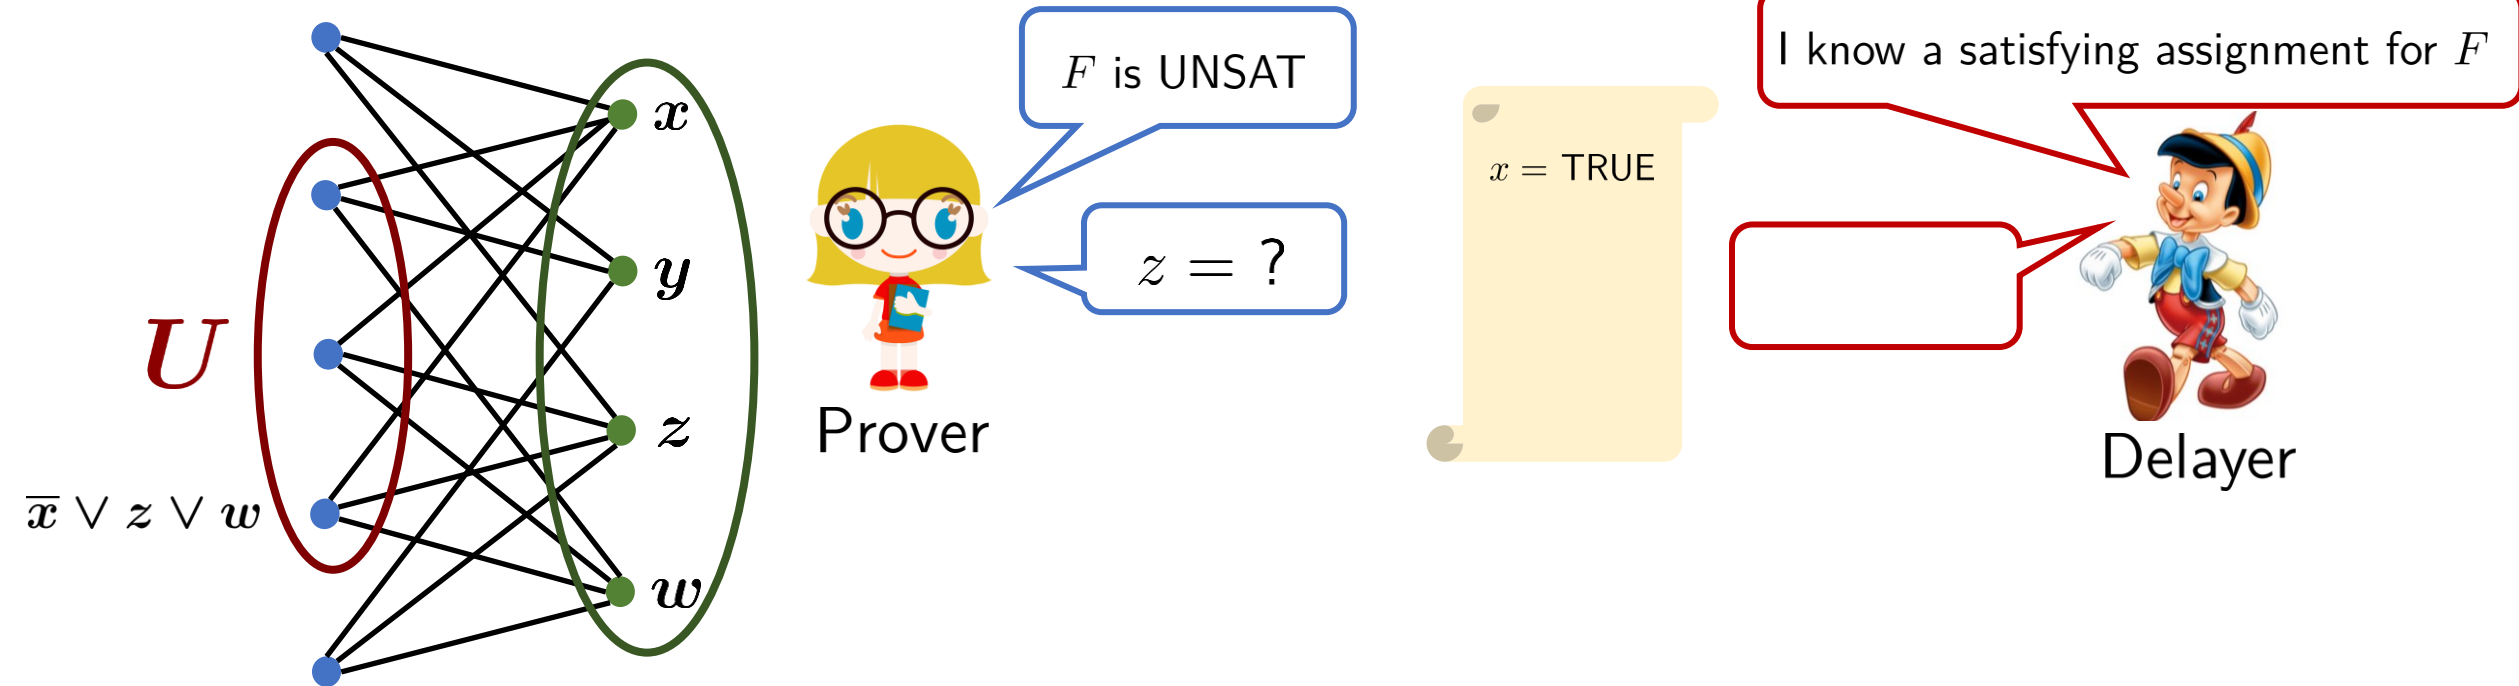 x
y
z
w
U
x̅ ∨ z ∨ w
F is UNSAT
z = ?
Prover
x = TRUE
I know a satisfying assignment for F
Delayer